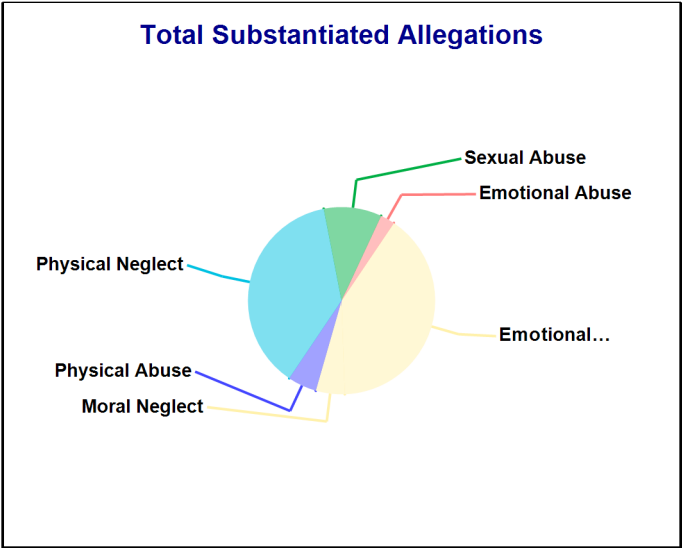 Total Substantiated Allegations
Sexual Abuse
Emotional Abuse
Physical Neglect
Emotional…
Physical Abuse
Moral Neglect